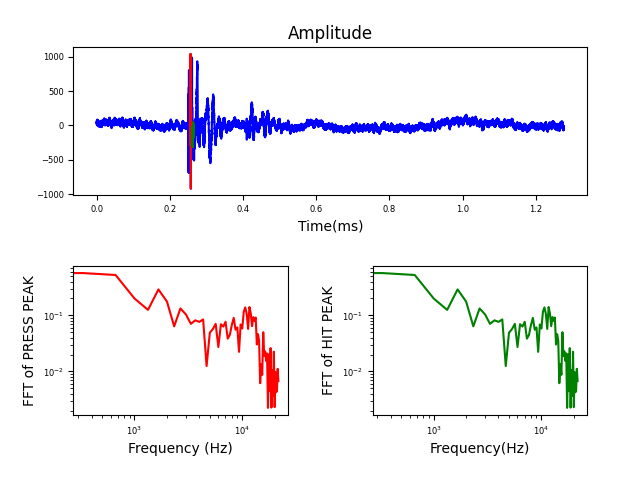 Amplitude
1000
500
0
−500
−1000
0.0 0.2 0.4 0.6 0.8 1.0 1.2
Time(ms)
FFT of PRESS PEAK
10⁻¹
10⁻²
10³ 10⁴
Frequency (Hz)
FFT of HIT PEAK
10⁻¹
10⁻²
10³ 10⁴
Frequency(Hz)